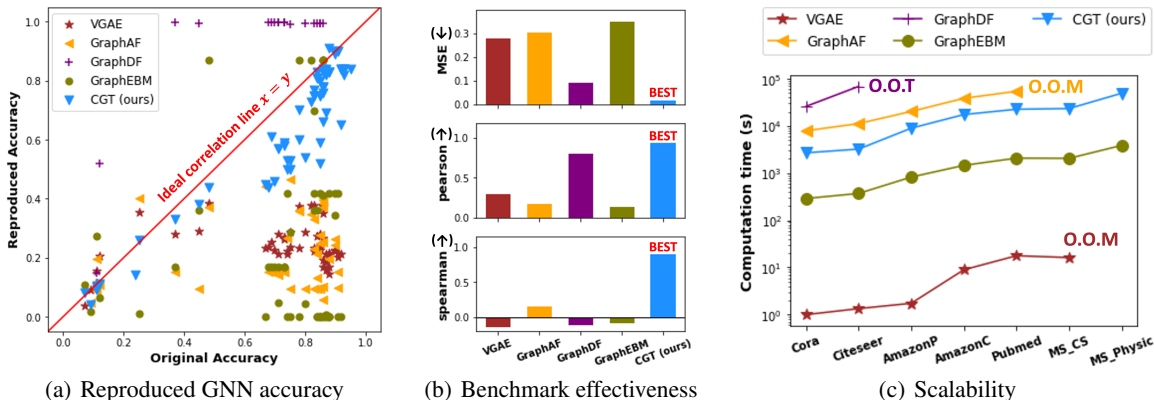 VGAE
GraphAF
GraphDF
GraphEBM
CGT (ours)
Ideal correlation line x = y
Reproduced Accuracy
1.0
0.8
0.6
0.4
0.2
0.0
0.0 0.2 0.4 0.6 0.8 1.0
Original Accuracy
(a) Reproduced GNN accuracy
MSE (↓)
0.3
0.2
0.1
0.0
BEST
pearson (↑)
1.0
0.5
0.0
BEST
spearman (↑)
1.0
0.5
0.0
BEST
VGAE GraphAF GraphDF GraphEBM CGT (ours)
(b) Benchmark effectiveness
VGAE GraphDF CGT (ours)
GraphAF GraphEBM
Computation time (s)
10⁵
10⁴
10³
10²
10¹
10⁰
O.O.T
O.O.M
O.O.M
Cora Citeseer AmazonP AmazonC Pubmed MS_CS MS_Physic
(c) Scalability